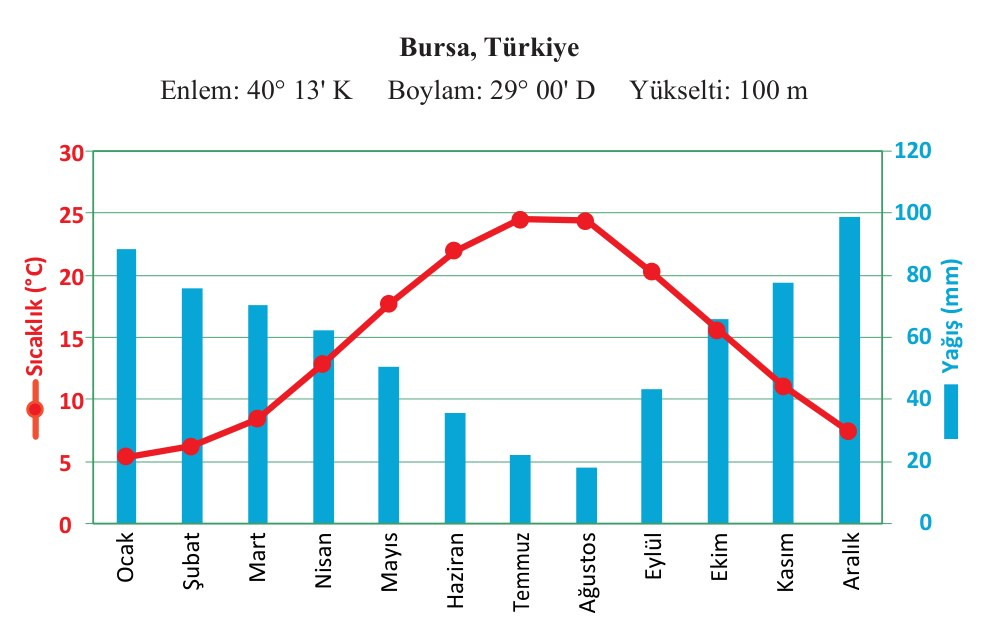 Bursa, Türkiye
Enlem: 40° 13' K Boylam: 29° 00' D Yükselti: 100 m
Sıcaklık (°C)
30
25
20
15
10
5
0
120
100
80
60
40
20
0
Yağış (mm)
Ocak
Şubat
Mart
Nisan
Mayıs
Haziran
Temmuz
Ağustos
Eylül
Ekim
Kasım
Aralık